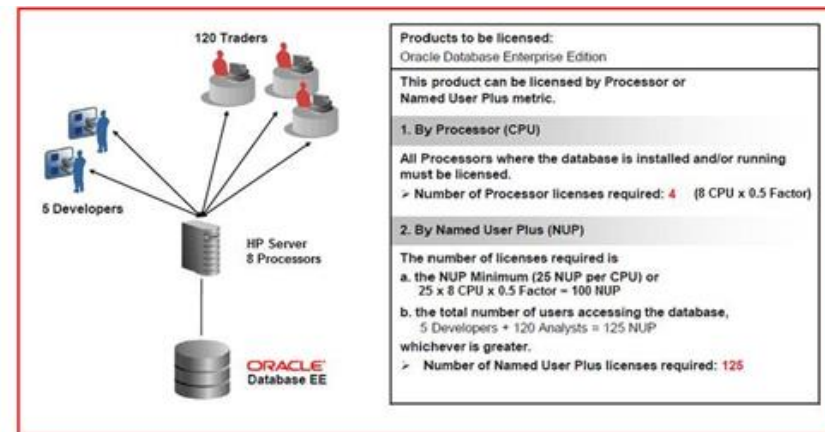 120 Traders
5 Developers
HP Server
8 Processors
ORACLE
Database EE
Products to be licensed:
Oracle Database Enterprise Edition
This product can be licensed by Processor or
Named User Plus metric.
1. By Processor (CPU)
All Processors where the database is installed and/or running
must be licensed.
➢ Number of Processor licenses required: 4 (8 CPU x 0.5 Factor)
2. By Named User Plus (NUP)
The number of licenses required is
a. the NUP Minimum (25 NUP per CPU) or
25 x 8 CPU x 0.5 Factor = 100 NUP
b. the total number of users accessing the database,
5 Developers + 120 Analysts = 125 NUP
whichever is greater.
➢ Number of Named User Plus licenses required: 125